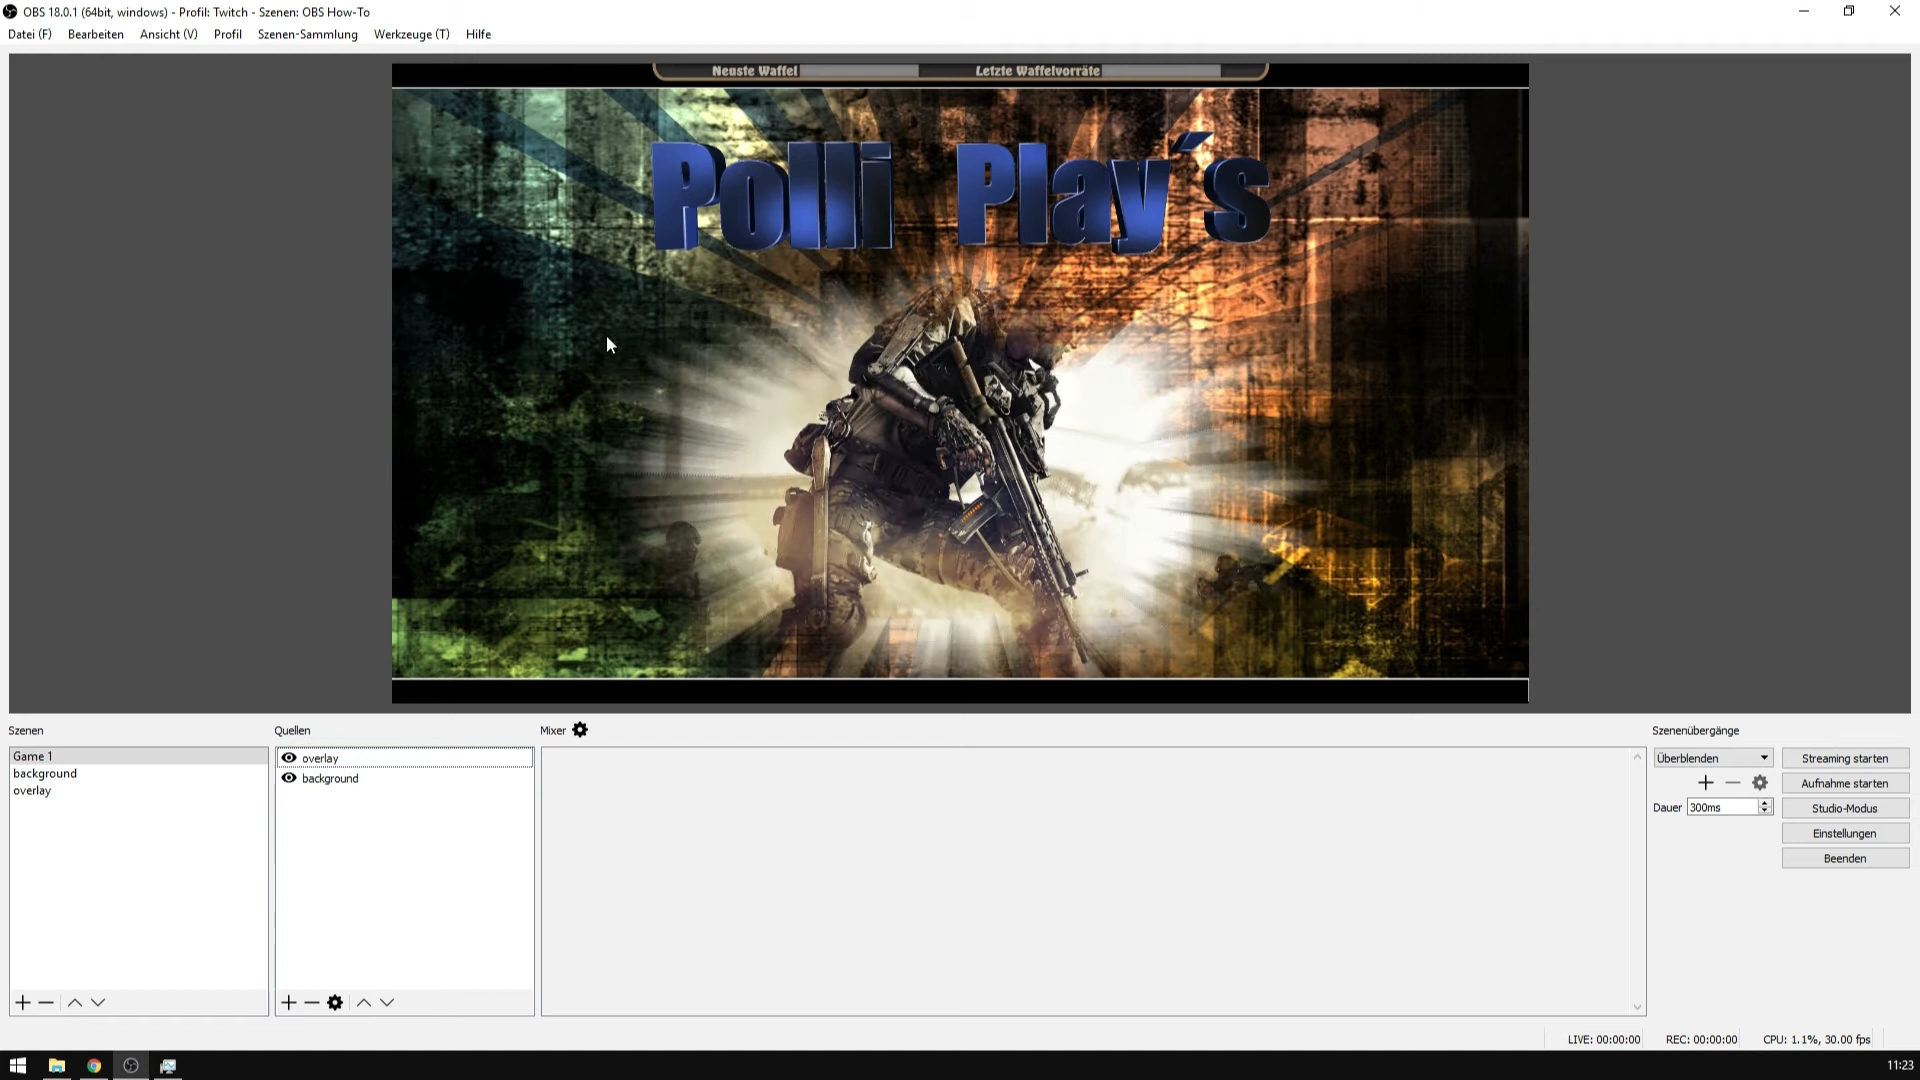 OBS 18.0.1 (64bit, windows) - Profil: Twitch - Szenen: OBS How-To
Datei (F) Bearbeiten Ansicht (V) Profil Szenen-Sammlung Werkzeuge (T) Hilfe
Neuste Waffel Letzte Waffelvorräte
Polli Play´s
Szenen
Game 1
background
overlay
Quellen
overlay
background
Mixer
Szenenübergänge
Überblenden
Dauer 300ms
Streaming starten
Aufnahme starten
Studio-Modus
Einstellungen
Beenden
LIVE: 00:00:00 REC: 00:00:00 CPU: 1.1%, 30.00 fps
11:23